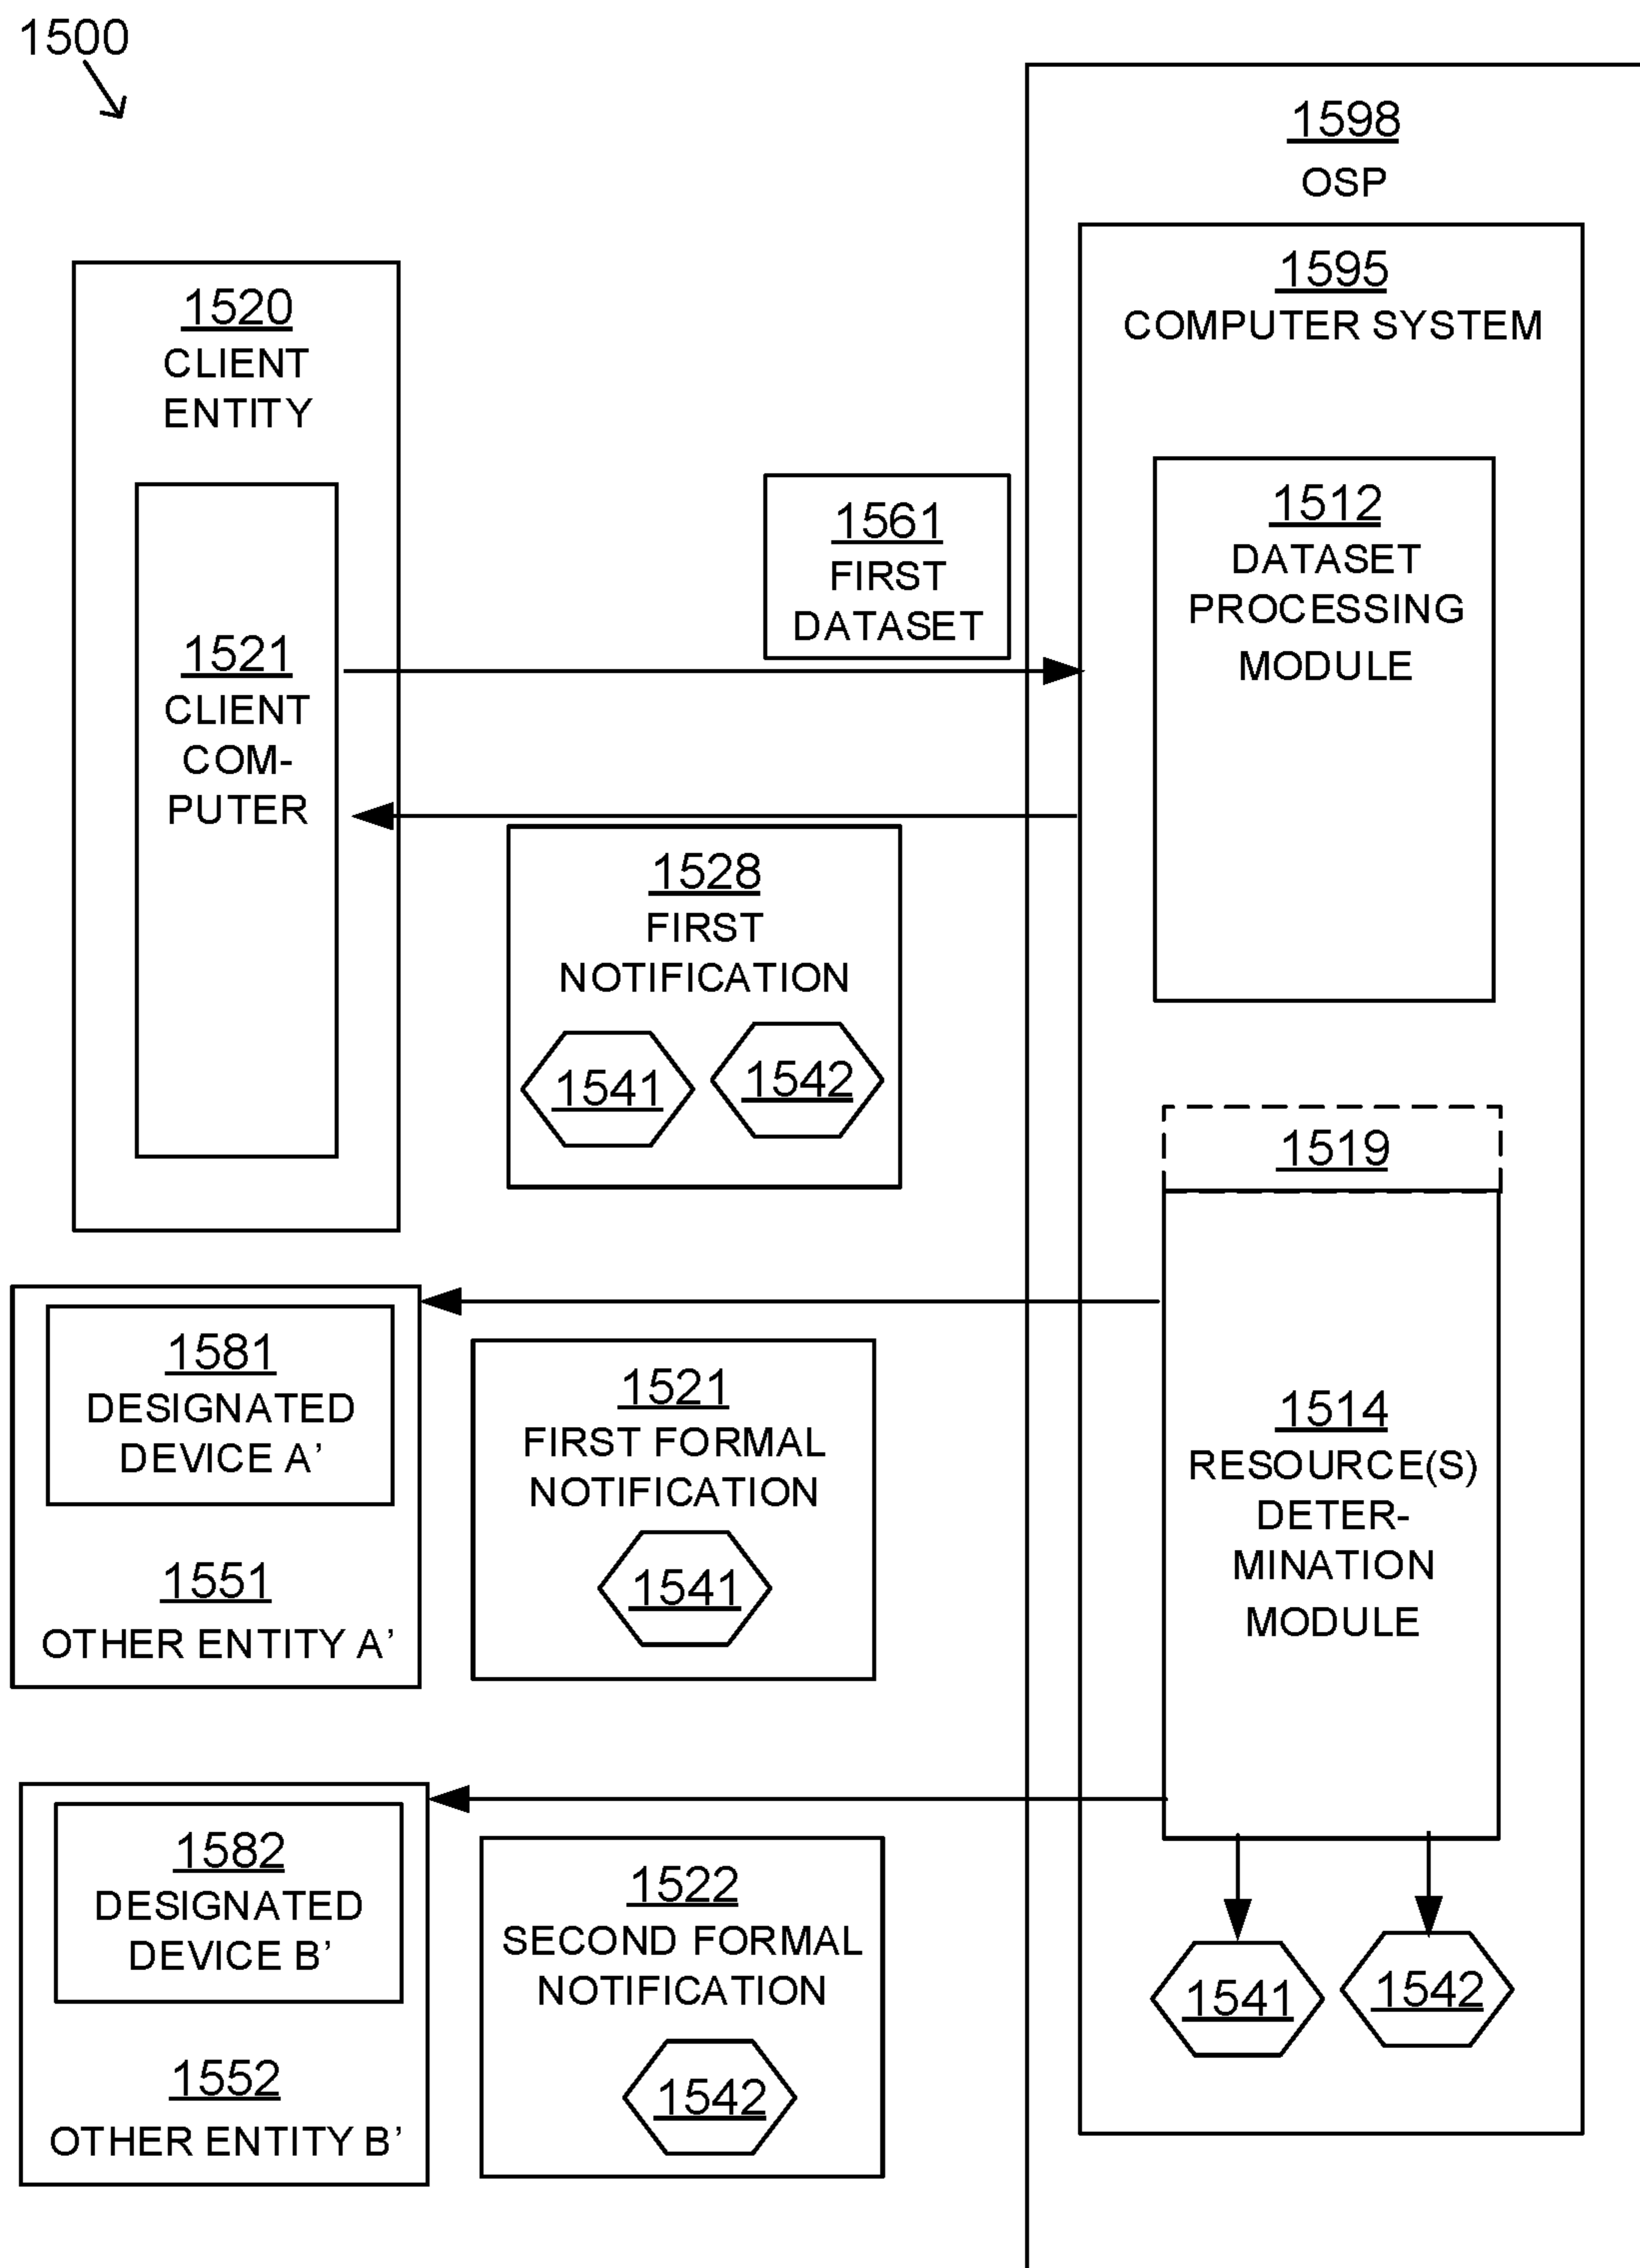 1500
1598
OSP
1595
COMPUTER SYSTEM
1520
CLIENT
ENTITY
1521
CLIENT
COM-
PUTER
1561
FIRST
DATASET
1512
DATASET
PROCESSING
MODULE
1528
FIRST
NOTIFICATION
1541
1542
1519
1514
RESOURCE(S)
DETER-
MINATION
MODULE
1581
DESIGNATED
DEVICE A’
1551
OTHER ENTITY A’
1521
FIRST FORMAL
NOTIFICATION
1541
1582
DESIGNATED
DEVICE B’
1552
OTHER ENTITY B’
1522
SECOND FORMAL
NOTIFICATION
1542
1541
1542